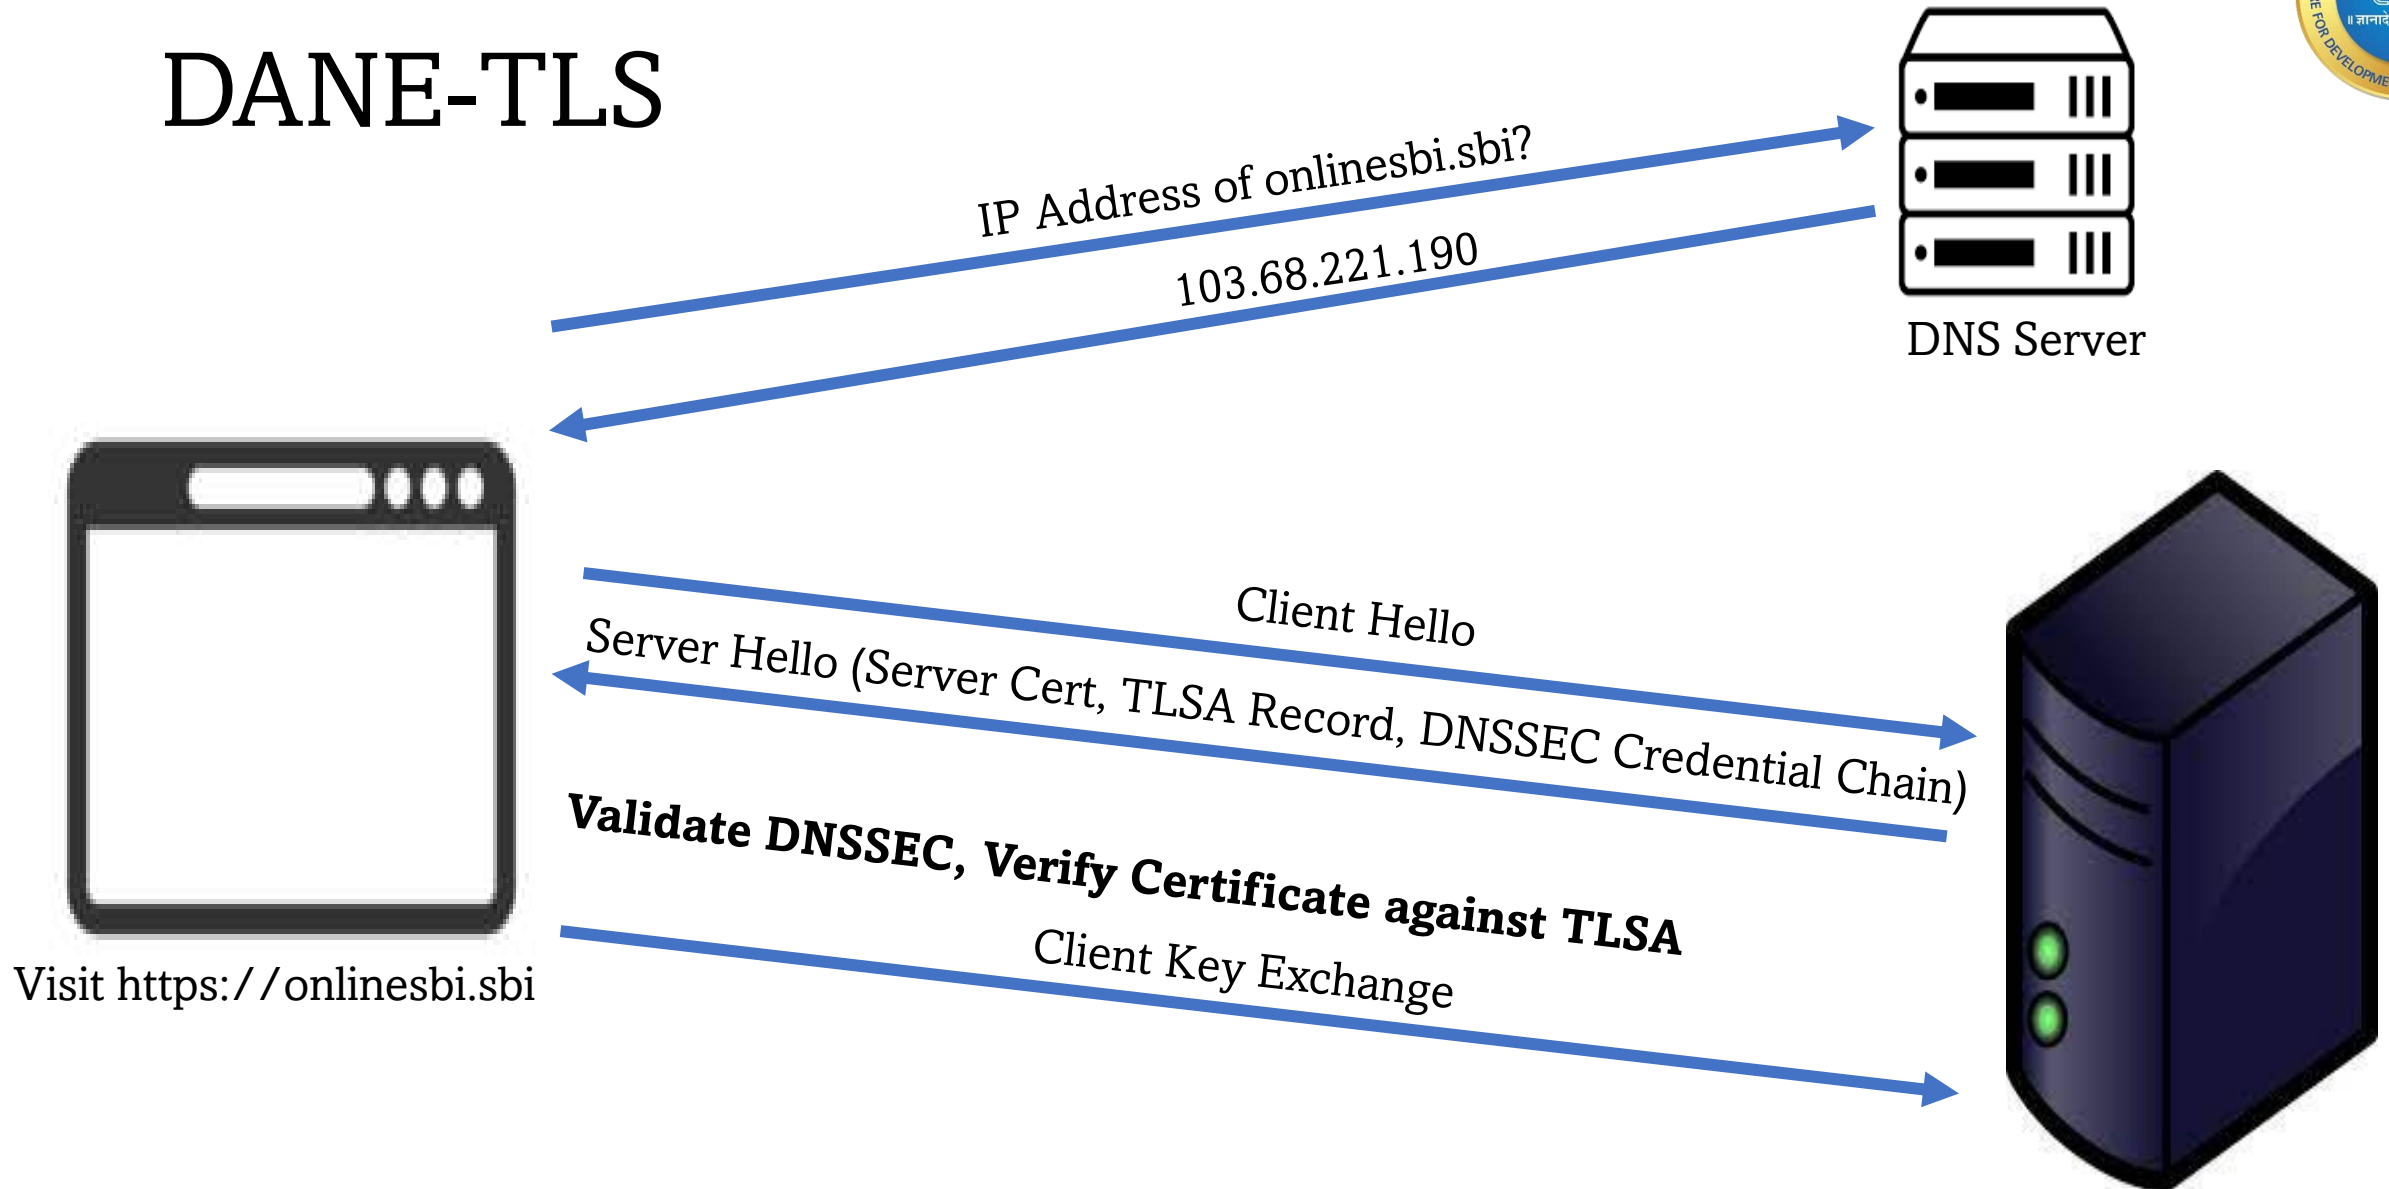 DANE-TLS
IP Address of onlinesbi.sbi?
103.68.221.190
DNS Server
Client Hello
Server Hello (Server Cert, TLSA Record, DNSSEC Credential Chain)
Validate DNSSEC, Verify Certificate against TLSA
Client Key Exchange
Visit https://onlinesbi.sbi
FOR